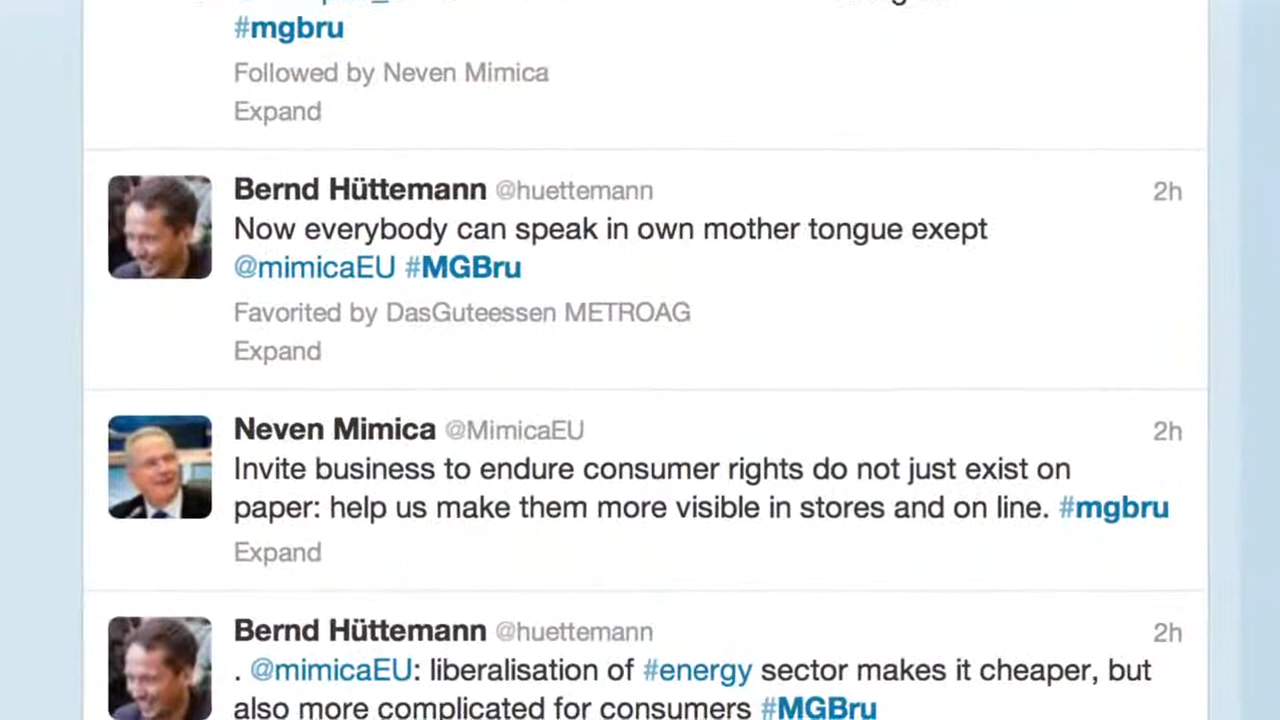 #mgbru
Followed by Neven Mimica
Expand
Bernd Hüttemann @huettemann 2h
Now everybody can speak in own mother tongue exept
@mimicaEU #MGBru
Favorited by DasGuteessen METROAG
Expand
Neven Mimica @MimicaEU 2h
Invite business to endure consumer rights do not just exist on
paper: help us make them more visible in stores and on line. #mgbru
Expand
Bernd Hüttemann @huettemann 2h
. @mimicaEU: liberalisation of #energy sector makes it cheaper, but
also more complicated for consumers #MGBru